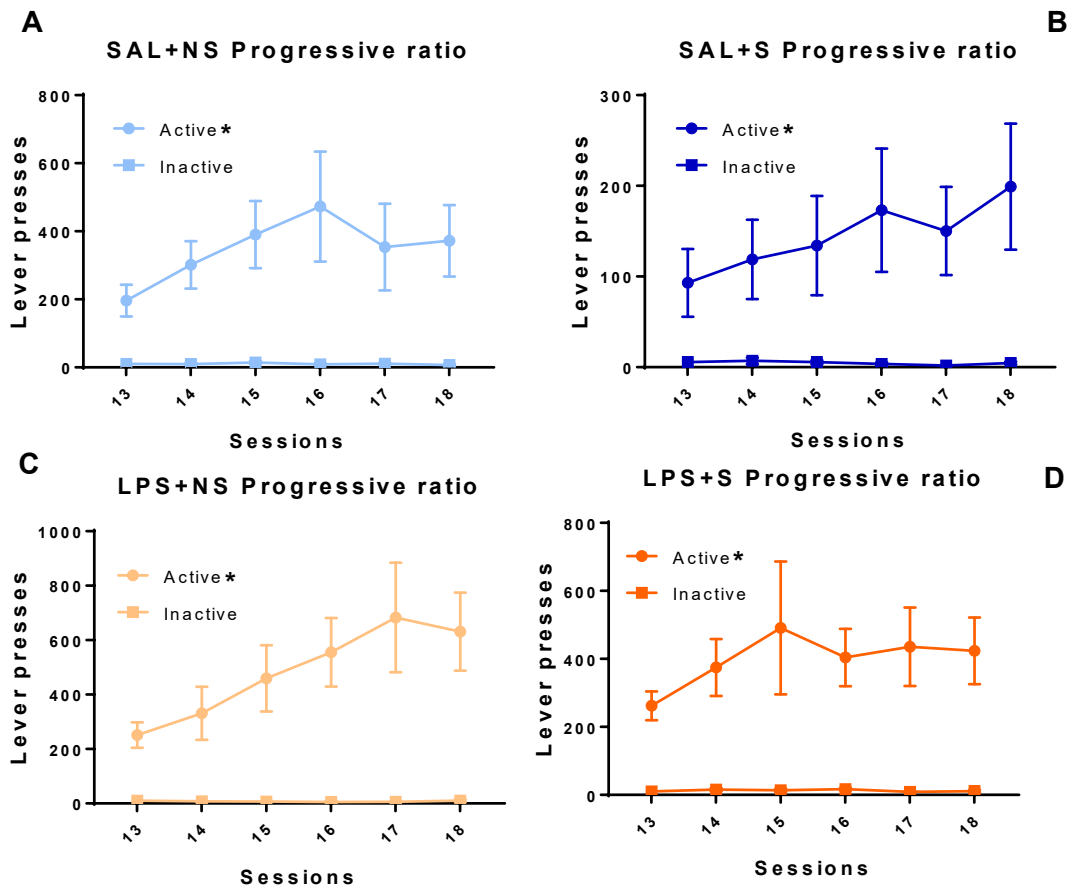 A
SAL+NS Progressive ratio
Lever presses
800
600
400
200
0
Active*
Inactive
13
14
15
16
17
18
Sessions
B
SAL+S Progressive ratio
Lever presses
300
200
100
0
Active*
Inactive
13
14
15
16
17
18
Sessions
C
LPS+NS Progressive ratio
Lever presses
1000
800
600
400
200
0
Active*
Inactive
13
14
15
16
17
18
Sessions
D
LPS+S Progressive ratio
Lever presses
800
600
400
200
0
Active*
Inactive
13
14
15
16
17
18
Sessions